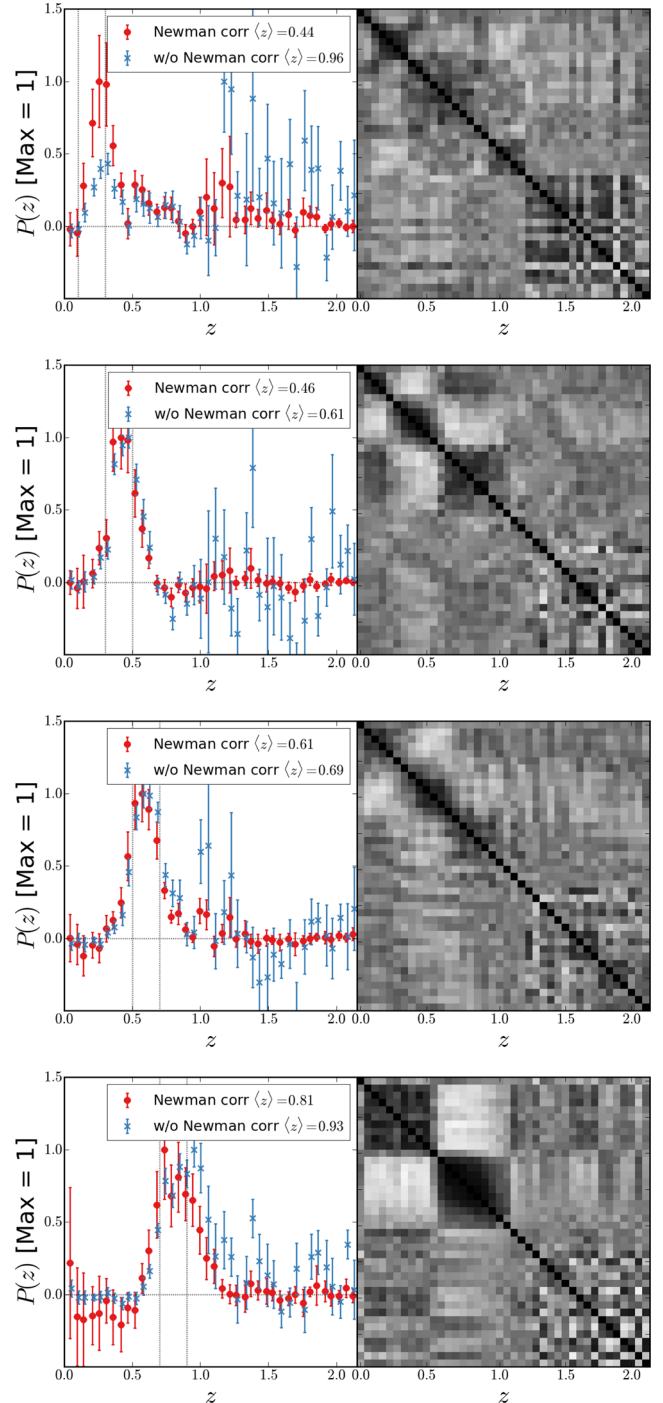 Newman corr ⟨z⟩=0.44
w/o Newman corr ⟨z⟩=0.96
P(z) [Max = 1]
1.5
1.0
0.5
0.0
0.0 0.5 1.0 1.5 2.0 0.0 0.5 1.0 1.5 2.0
z z
Newman corr ⟨z⟩=0.46
w/o Newman corr ⟨z⟩=0.61
P(z) [Max = 1]
1.5
1.0
0.5
0.0
0.0 0.5 1.0 1.5 2.0 0.0 0.5 1.0 1.5 2.0
z z
Newman corr ⟨z⟩=0.61
w/o Newman corr ⟨z⟩=0.69
P(z) [Max = 1]
1.5
1.0
0.5
0.0
0.0 0.5 1.0 1.5 2.0 0.0 0.5 1.0 1.5 2.0
z z
Newman corr ⟨z⟩=0.81
w/o Newman corr ⟨z⟩=0.93
P(z) [Max = 1]
1.5
1.0
0.5
0.0
0.0 0.5 1.0 1.5 2.0 0.0 0.5 1.0 1.5 2.0
z z